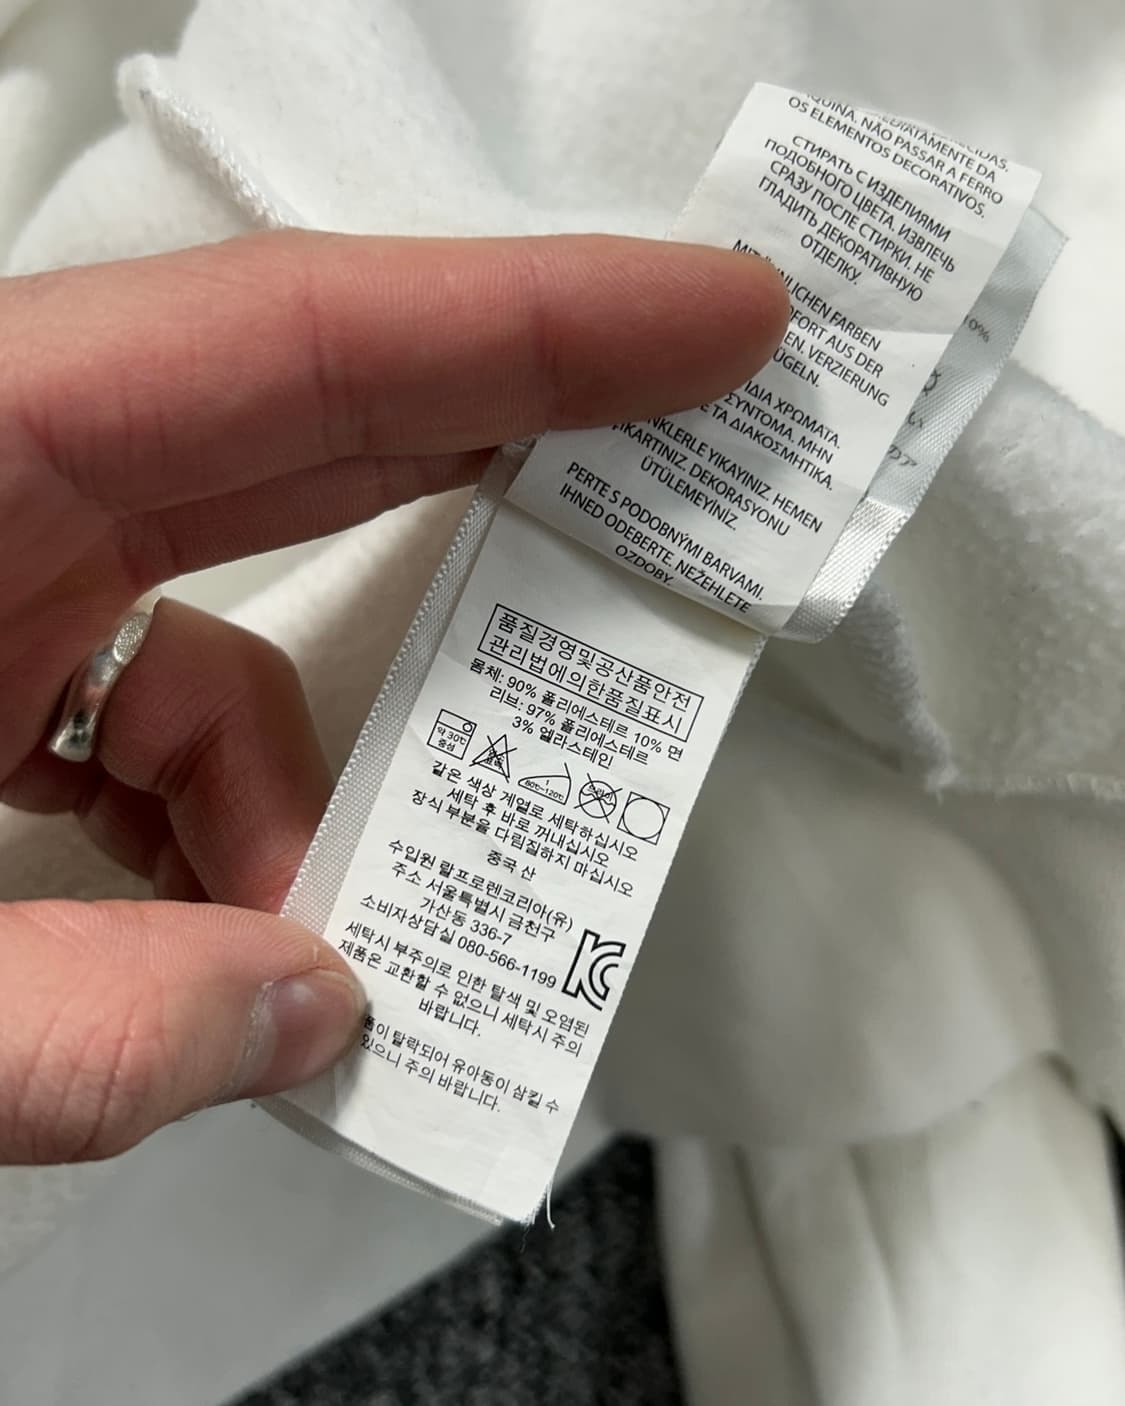 OS ELEMENTOS DECORATIVOS.
QUINA. NÃO PASSAR A FERRO
СТИРАТЬ С ИЗДЕЛИЯМИ
ПОДОБНОГО ЦВЕТА. ИЗВЛЕЧЬ
СРАЗУ ПОСЛЕ СТИРКИ. НЕ
ГЛАДИТЬ ДЕКОРАТИВНУЮ
ОТДЕЛКУ.
NLICHEN FARBEN
OFORT AUS DER
EN. VERZIERUNG
ÜGELN.
ΙΔΙΑ ΧΡΩΜΑΤΑ.
ΣΥΝΤΟΜΑ. ΜΗΝ
Ε ΤΑ ΔΙΑΚΟΣΜΗΤΙΚΑ.
NKLERLE YIKAYINIZ. HEMEN
IKARTINIZ. DEKORASYONU
ÜTÜLEMEYİNİZ.
PERTE S PODOBNÝMI BARVAMI.
IHNED ODEBERTE. NEŽEHLETE
OZDOBY.
품질경영및공산품안전
관리법에의한품질표시
몸체: 90% 폴리에스테르 10% 면
리브: 97% 폴리에스테르
3% 엘라스테인
약 30℃
중성
80℃~120℃
같은 색상 계열로 세탁하십시오
세탁 후 바로 꺼내십시오
장식 부분을 다림질하지 마십시오
중국 산
수입원 랄프로렌코리아(유)
주소 서울특별시 금천구
가산동 336-7
소비자상담실 080-566-1199
세탁시 부주의로 인한 탈색 및 오염된
제품은 교환할 수 없으니 세탁시 주의
바랍니다.
품이 탈락되어 유아동이 삼킬 수
있으니 주의 바랍니다.
10%